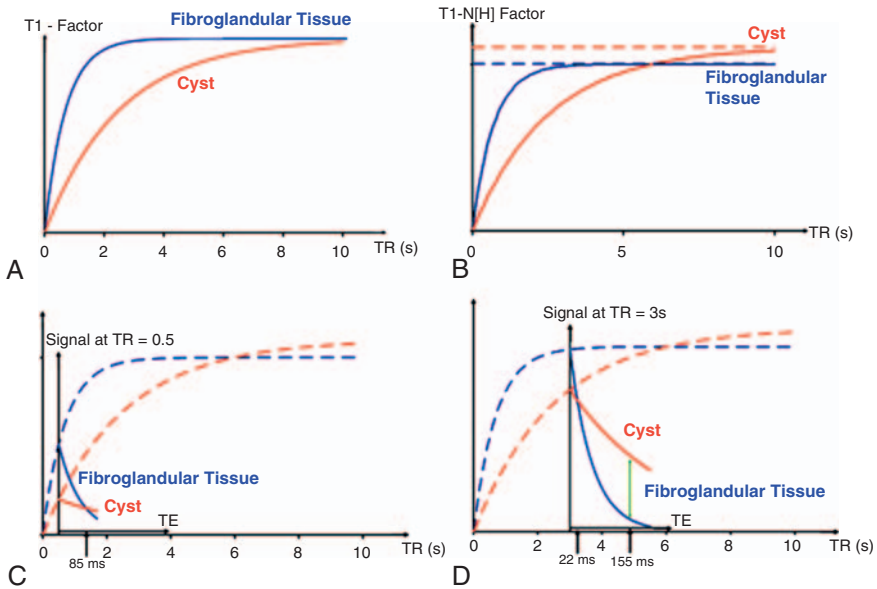 T1 - Factor
Fibroglandular Tissue
Cyst
0
2
4
6
8
10
TR (s)
A
T1-N[H] Factor
Cyst
Fibroglandular
Tissue
0
5
10
TR (s)
B
Signal at TR = 0.5
Fibroglandular Tissue
Cyst
TE
0
2
4
6
8
10
TR (s)
85 ms
C
Signal at TR = 3s
Cyst
Fibroglandular Tissue
TE
0
2
4
6
8
10
TR (s)
22 ms
155 ms
D